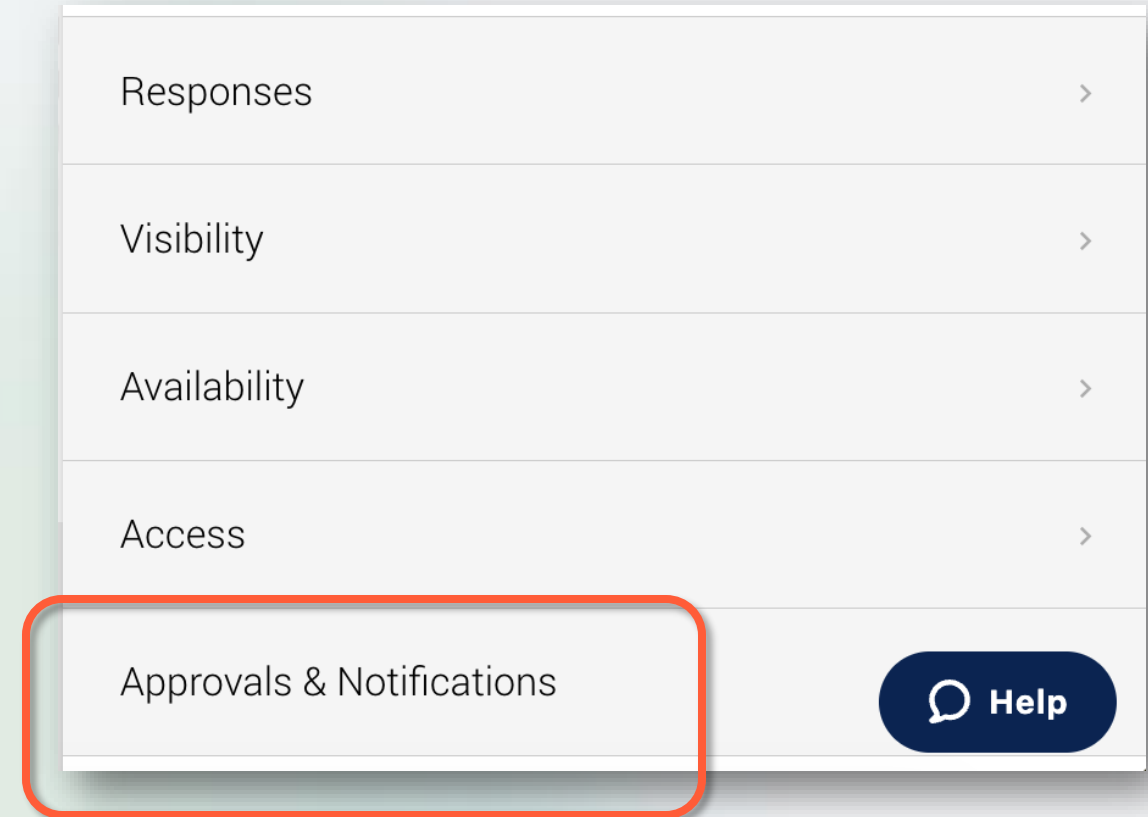 Responses
Visibility
Availability
Access
Approvals & Notifications
Help